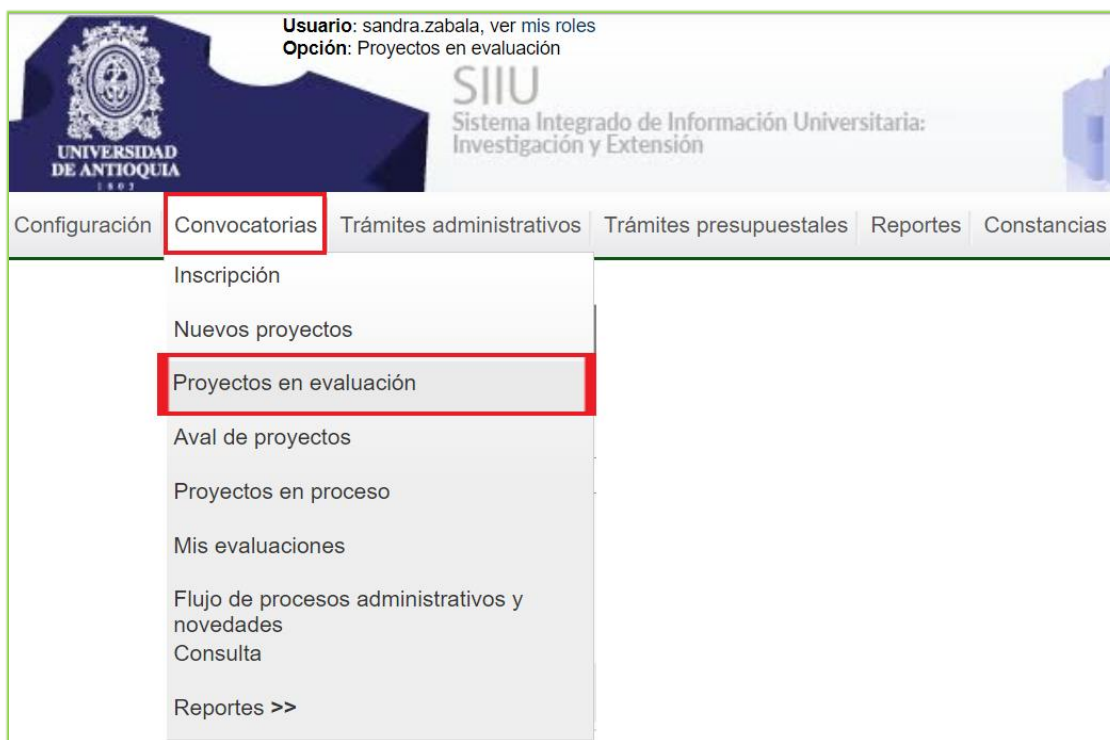 Usuario: sandra.zabala, ver mis roles
Opción: Proyectos en evaluación
SIIU
Sistema Integrado de Información Universitaria:
Investigación y Extensión
UNIVERSIDAD
DE ANTIOQUIA
1803
Configuración Convocatorias Trámites administrativos Trámites presupuestales Reportes Constancias
Inscripción
Nuevos proyectos
Proyectos en evaluación
Aval de proyectos
Proyectos en proceso
Mis evaluaciones
Flujo de procesos administrativos y
novedades
Consulta
Reportes >>